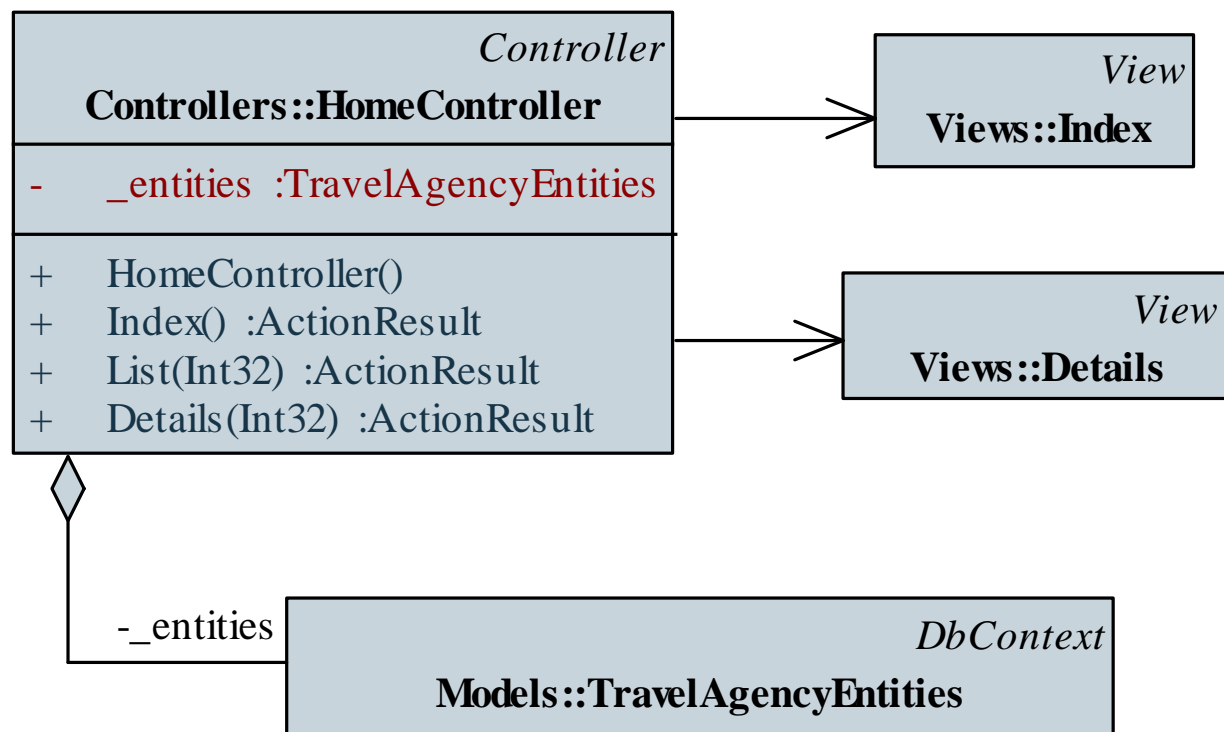 Controller
Controllers::HomeController
- _entities :TravelAgencyEntities
+ HomeController()
+ Index() :ActionResult
+ List(Int32) :ActionResult
+ Details(Int32) :ActionResult
View
Views::Index
View
Views::Details
-_entities
DbContext
Models::TravelAgencyEntities